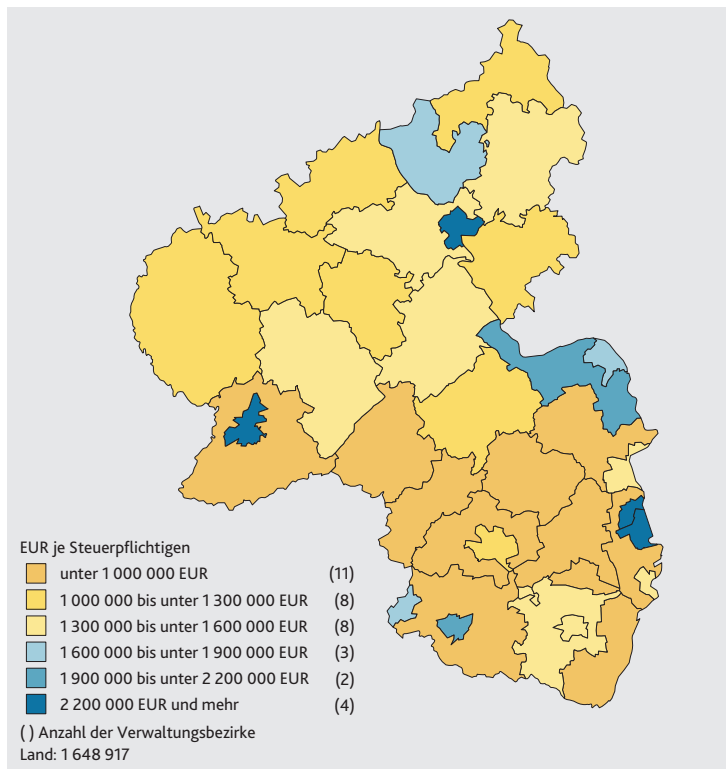 EUR je Steuerpflichtigen
unter 1 000 000 EUR (11)
1 000 000 bis unter 1 300 000 EUR (8)
1 300 000 bis unter 1 600 000 EUR (8)
1 600 000 bis unter 1 900 000 EUR (3)
1 900 000 bis unter 2 200 000 EUR (2)
2 200 000 EUR und mehr (4)
( ) Anzahl der Verwaltungsbezirke
Land: 1 648 917